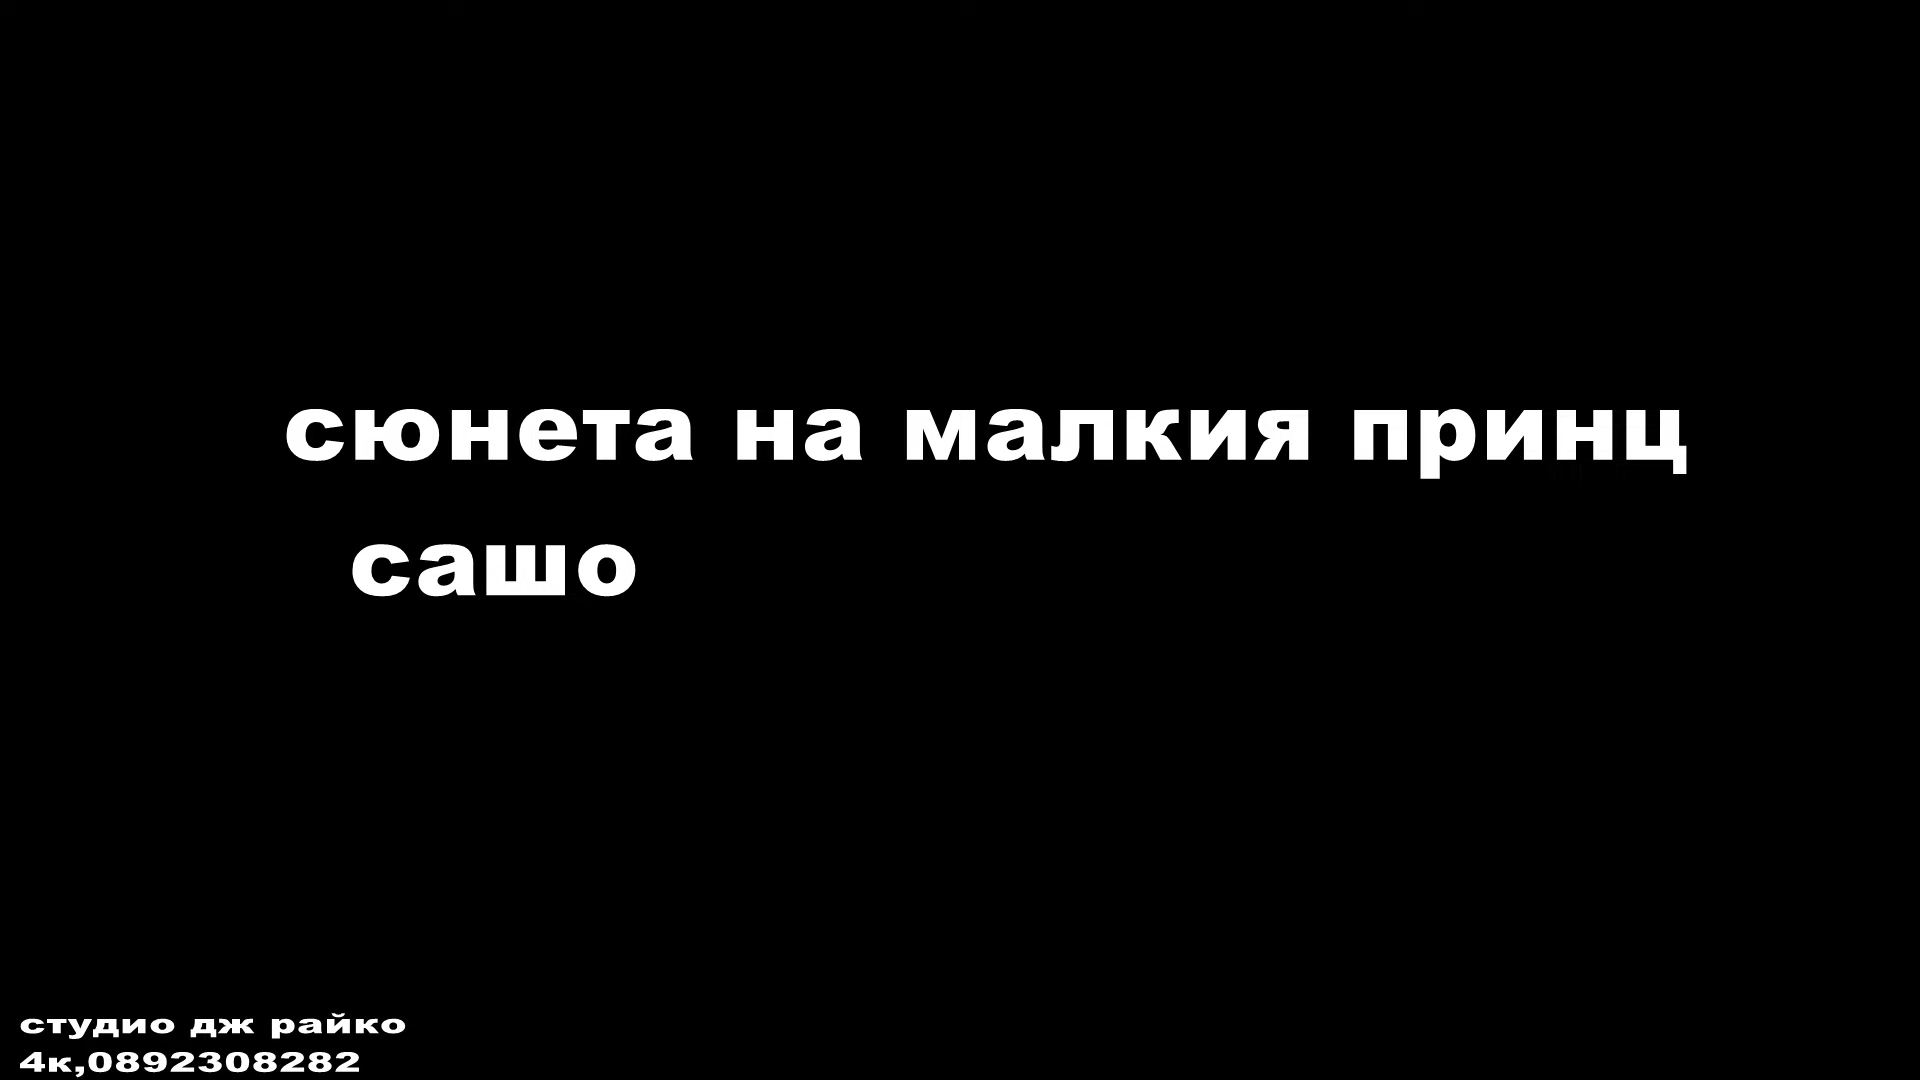 сюнета на малкия принц
сашо
студио дж райко
4к,0892308282